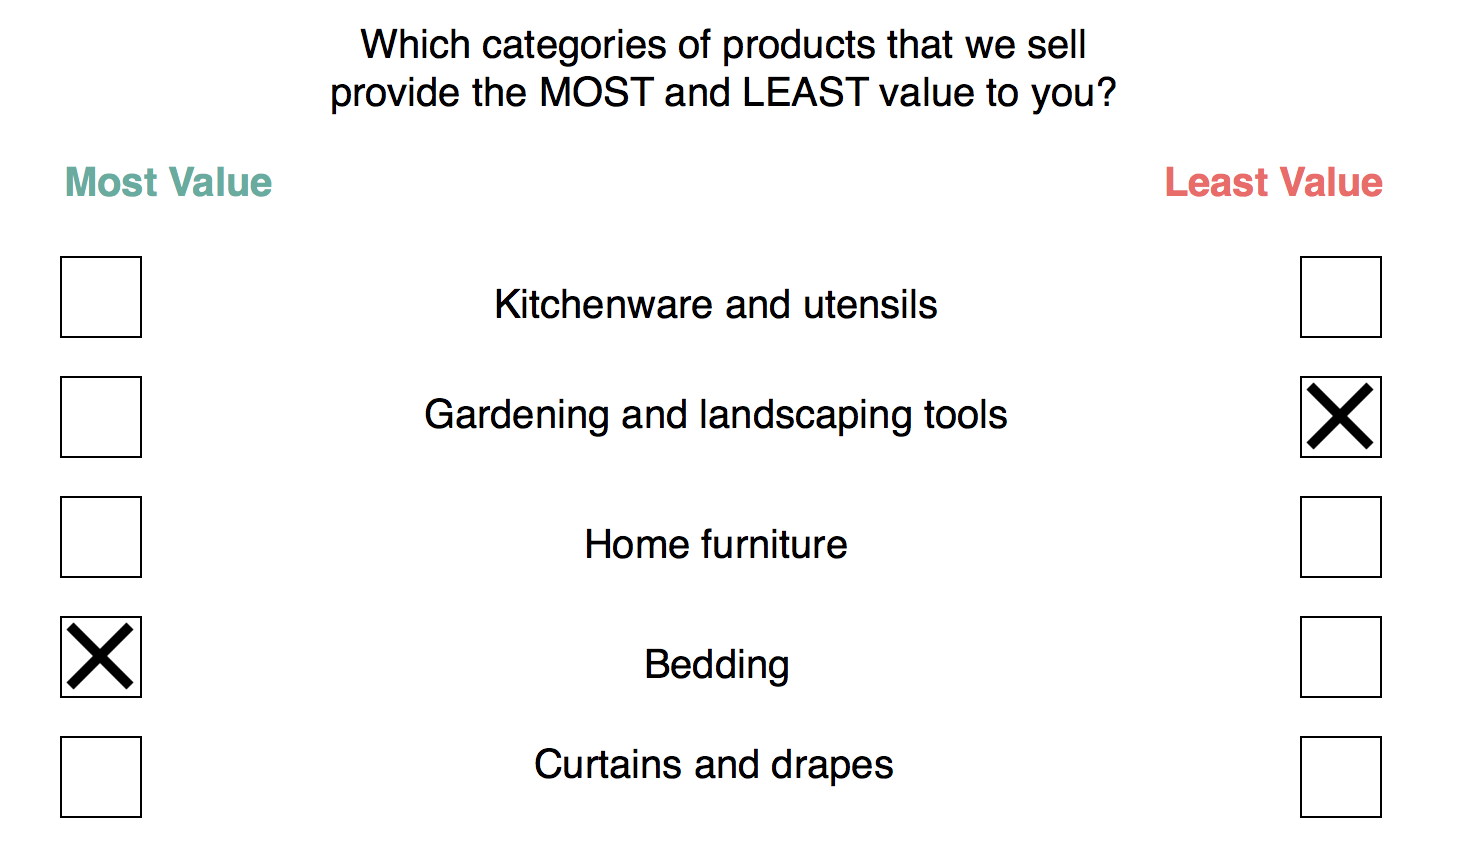 Which categories of products that we sell
provide the MOST and LEAST value to you?
Most Value
Least Value
Kitchenware and utensils
Gardening and landscaping tools
Home furniture
Bedding
Curtains and drapes